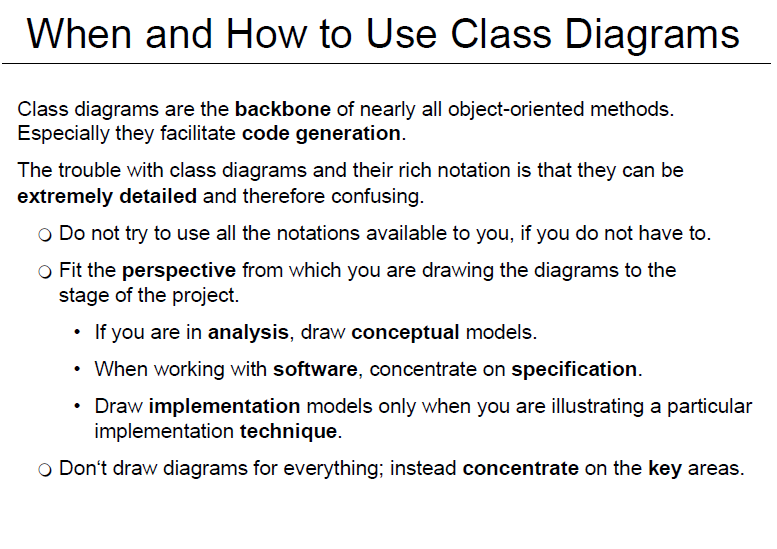 When and How to Use Class Diagrams
Class diagrams are the backbone of nearly all object-oriented methods.
Especially they facilitate code generation.
The trouble with class diagrams and their rich notation is that they can be
extremely detailed and therefore confusing.
❍ Do not try to use all the notations available to you, if you do not have to.
❍ Fit the perspective from which you are drawing the diagrams to the
stage of the project.
• If you are in analysis, draw conceptual models.
• When working with software, concentrate on specification.
• Draw implementation models only when you are illustrating a particular
implementation technique.
❍ Don't draw diagrams for everything; instead concentrate on the key areas.